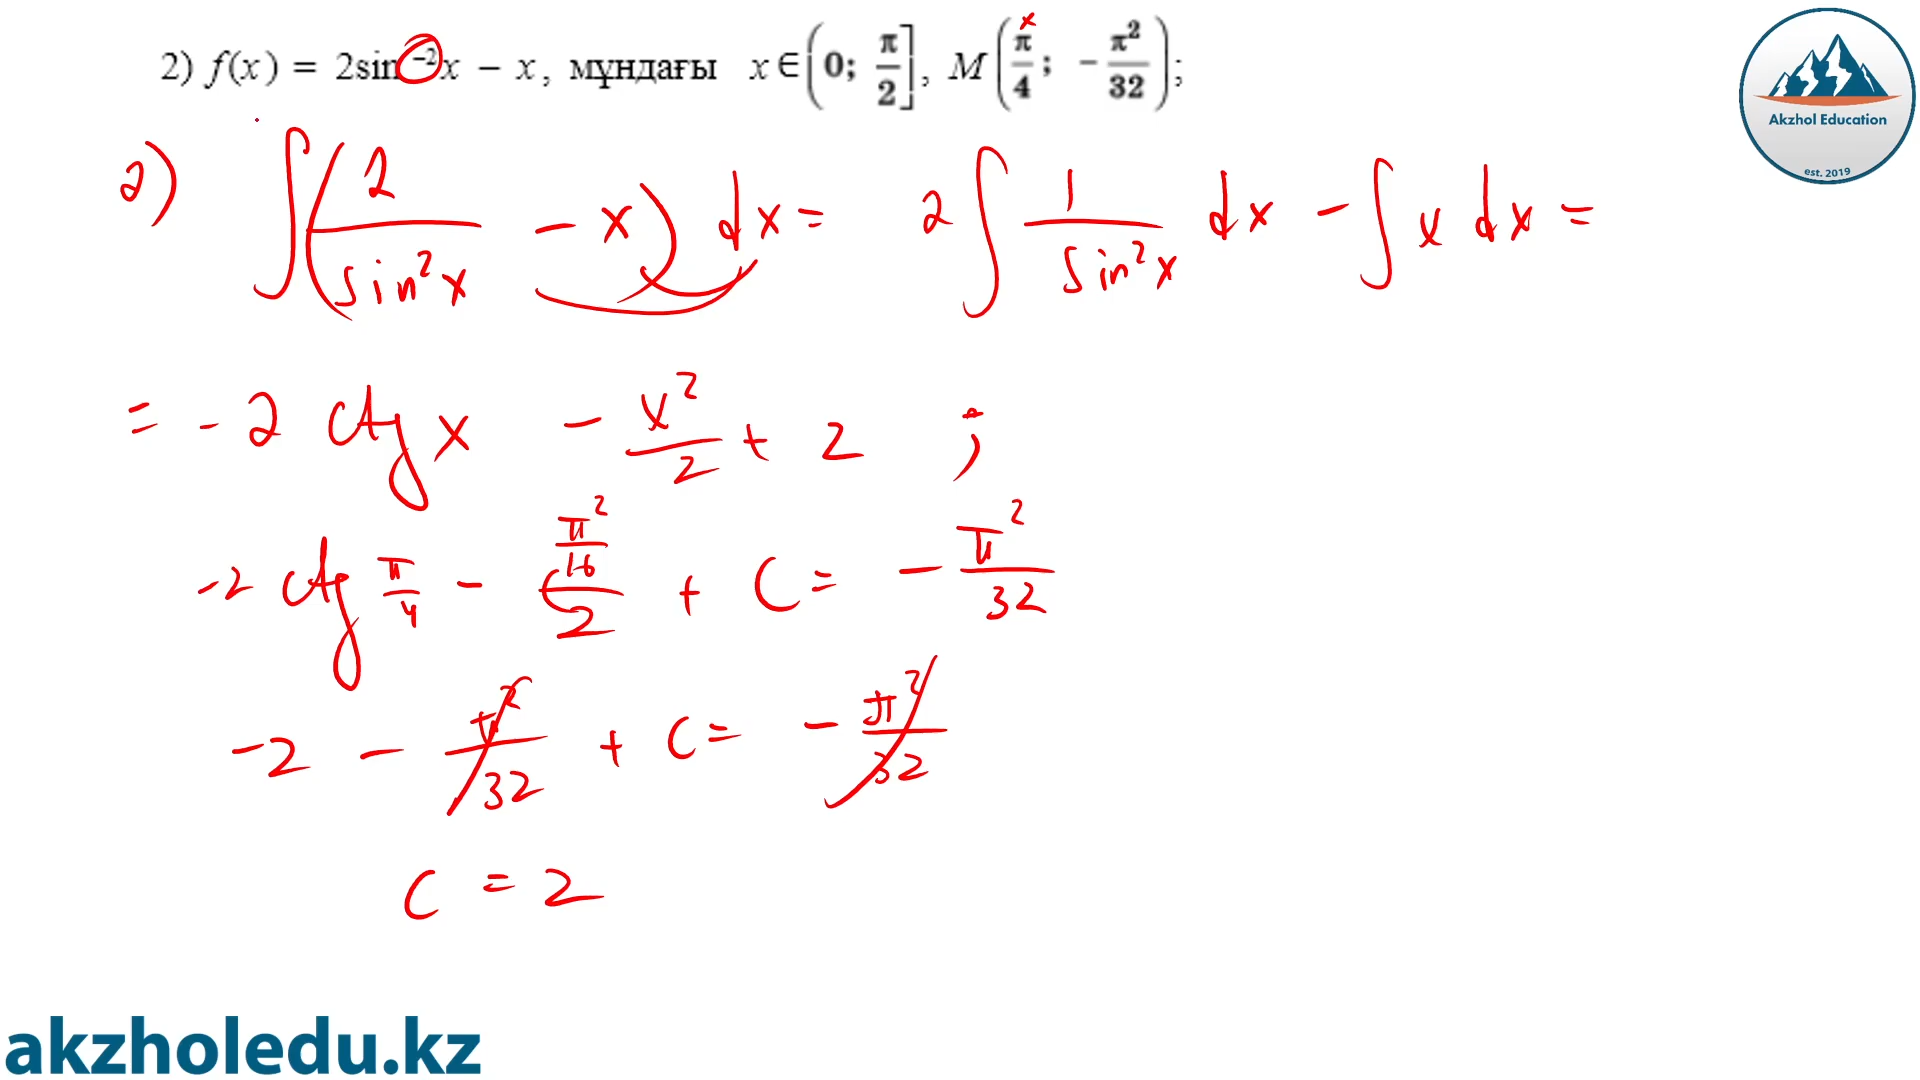 2) f(x) = 2sin⁻²x − x, мұндағы x∈(0; π/2], M(π/4; −π²/32);
x
Akzhol Education
est. 2019
2) ∫(2/sin²x − x)dx = 2∫1/sin²x dx − ∫x dx =
= -2 ctg x − x²/2 + 2 ;
-2 ctg π/4 − (π²/16)/2 + C = − π²/32
-2 − π²/32 + C = − π²/32
C = 2
akzholedu.kz